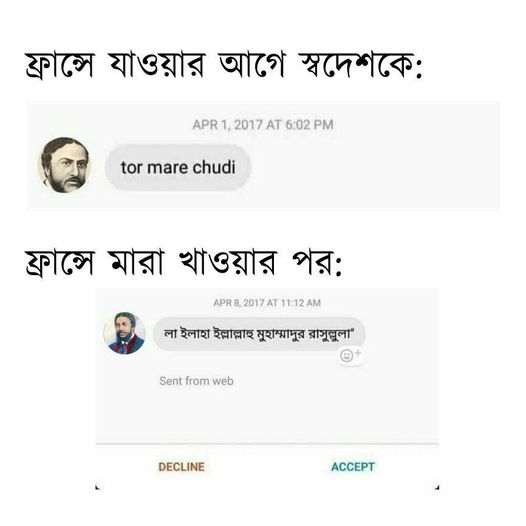 ফ্রান্সে যাওয়ার আগে স্বদেশকে:
APR 1, 2017 AT 6:02 PM
tor mare chudi
ফ্রান্সে মারা খাওয়ার পর:
APR 8, 2017 AT 11:12 AM
লা ইলাহা ইল্লাল্লাহু মুহাম্মাদুর রাসুল্লুলা"
Sent from web
DECLINE
ACCEPT